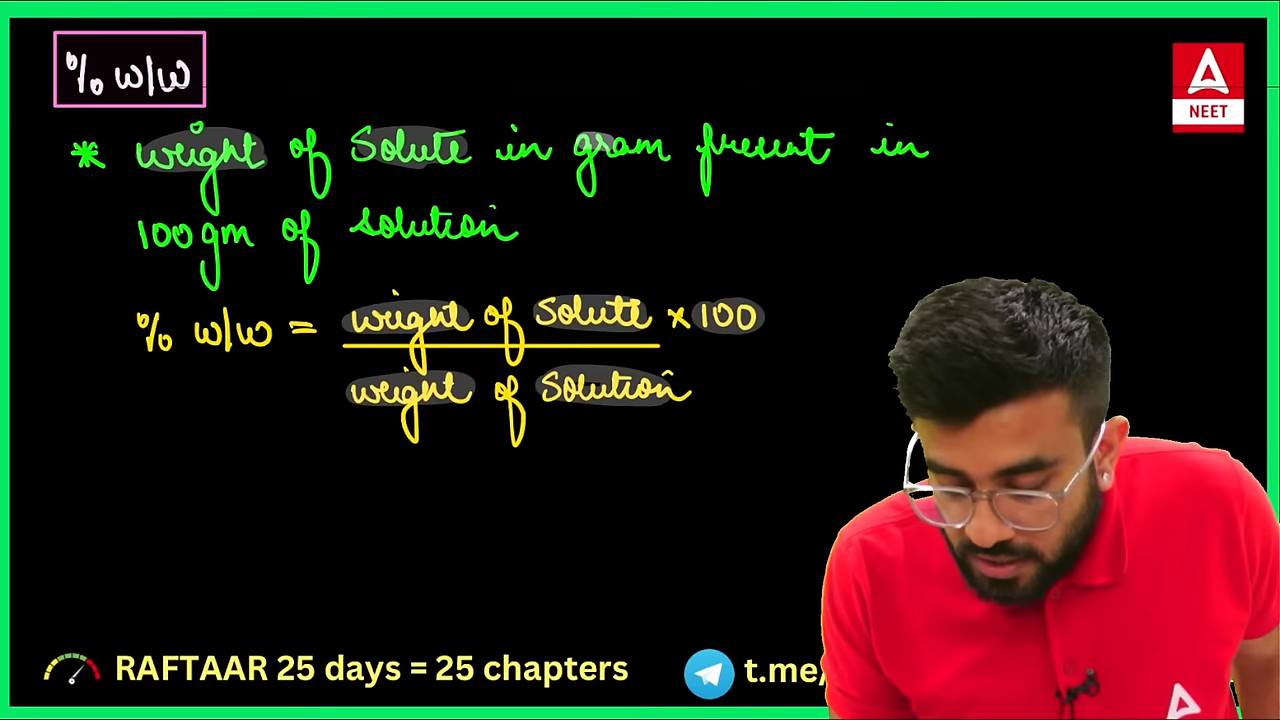 % w/w
NEET
* weight of Solute in gram present in
100 gm of solution
% w/w = weight of Solute × 100
weight of Solution
RAFTAAR 25 days = 25 chapters
t.me/